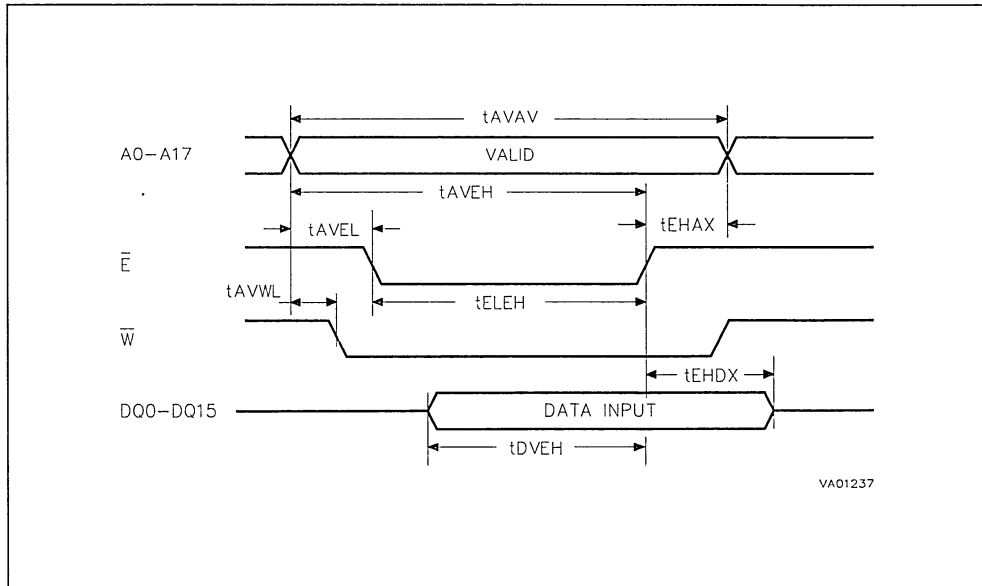 tAVAV
A0-A17 VALID
tAVEH
tAVEL tEHAX
E̅
tAVWL tELEH
W̅
tEHDX
DQ0-DQ15 DATA INPUT
tDVEH
VA01237